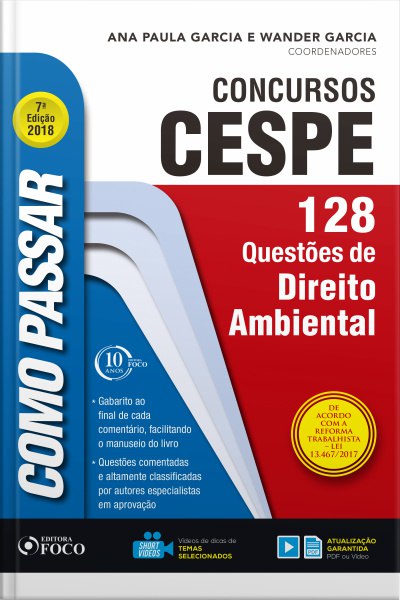 ANA PAULA GARCIA E WANDER GARCIA
COORDENADORES
7ª
Edição
2018
CONCURSOS
CESPE
COMO PASSAR
128
Questões de
Direito
Ambiental
10
ANOS
EDITORA
FOCO
• Gabarito ao
final de cada
comentário, facilitando
o manuseio do livro
• Questões comentadas
e altamente classificadas
por autores especialistas
em aprovação
DE
ACORDO
COM A
REFORMA
TRABALHISTA
– LEI
13.467/2017
EDITORA
FOCO
SHORT
VIDEOS
Vídeos de dicas de
TEMAS
SELECIONADOS
PDF
ATUALIZAÇÃO
GARANTIDA
PDF ou Vídeo